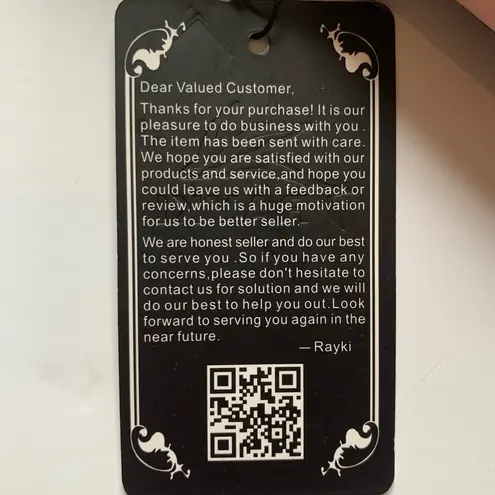 Dear Valued Customer,
Thanks for your purchase! It is our
pleasure to do business with you .
The item has been sent with care.
We hope you are satisfied with our
products and service,and hope you
could leave us with a feedback or
review,which is a huge motivation
for us to be better seller.
We are honest seller and do our best
to serve you .So if you have any
concerns,please don't hesitate to
contact us for solution and we will
do our best to help you out.Look
forward to serving you again in the
near future.
— Rayki